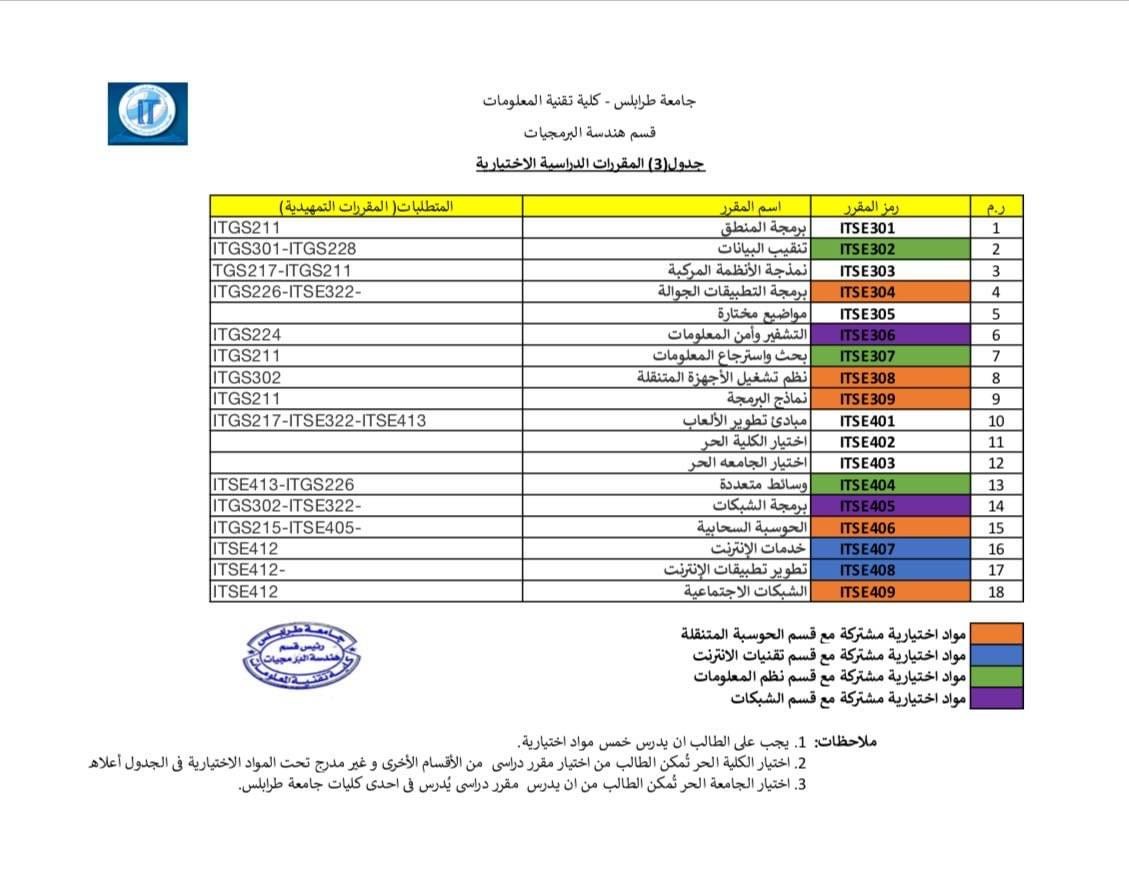 IT
جامعة طرابلس - كلية تقنية المعلومات
قسم هندسة البرمجيات
جدول(3) المقررات الدراسية الاختيارية
ر.م رمز المقرر اسم المقرر المتطلبات( المقررات التمهيدية)
1 ITSE301 برمجة المنطق ITGS211
2 ITSE302 تنقيب البيانات ITGS301-ITGS228
3 ITSE303 نمذجة الأنظمة المركبة TGS217-ITGS211
4 ITSE304 برمجة التطبيقات الجوالة ITGS226-ITSE322-
5 ITSE305 مواضيع مختارة
6 ITSE306 التشفير وأمن المعلومات ITGS224
7 ITSE307 بحث واسترجاع المعلومات ITGS211
8 ITSE308 نظم تشغيل الأجهزة المتنقلة ITGS302
9 ITSE309 نماذج البرمجة ITGS211
10 ITSE401 مبادئ تطوير الألعاب ITGS217-ITSE322-ITSE413
11 ITSE402 اختيار الكلية الحر
12 ITSE403 اختيار الجامعه الحر
13 ITSE404 وسائط متعددة ITSE413-ITGS226
14 ITSE405 برمجة الشبكات ITGS302-ITSE322-
15 ITSE406 الحوسبة السحابية ITGS215-ITSE405-
16 ITSE407 خدمات الإنترنت ITSE412
17 ITSE408 تطوير تطبيقات الإنترنت ITSE412-
18 ITSE409 الشبكات الاجتماعية ITSE412
مواد اختيارية مشتركة مع قسم الحوسبة المتنقلة
مواد اختيارية مشتركة مع قسم تقنيات الانترنت
مواد اختيارية مشتركة مع قسم نظم المعلومات
مواد اختيارية مشتركة مع قسم الشبكات
جامعة طرابلس
رئيس قسم
هندسة البرمجيات
كلية تقنية المعلومات
ملاحظات: 1. يجب على الطالب ان يدرس خمس مواد اختيارية.
2. اختيار الكلية الحر تُمكن الطالب من اختيار مقرر دراسى من الأقسام الأخرى و غير مدرج تحت المواد الاختيارية فى الجدول أعلاه
3. اختيار الجامعة الحر تُمكن الطالب من ان يدرس مقرر دراسى يُدرس فى احدى كليات جامعة طرابلس.